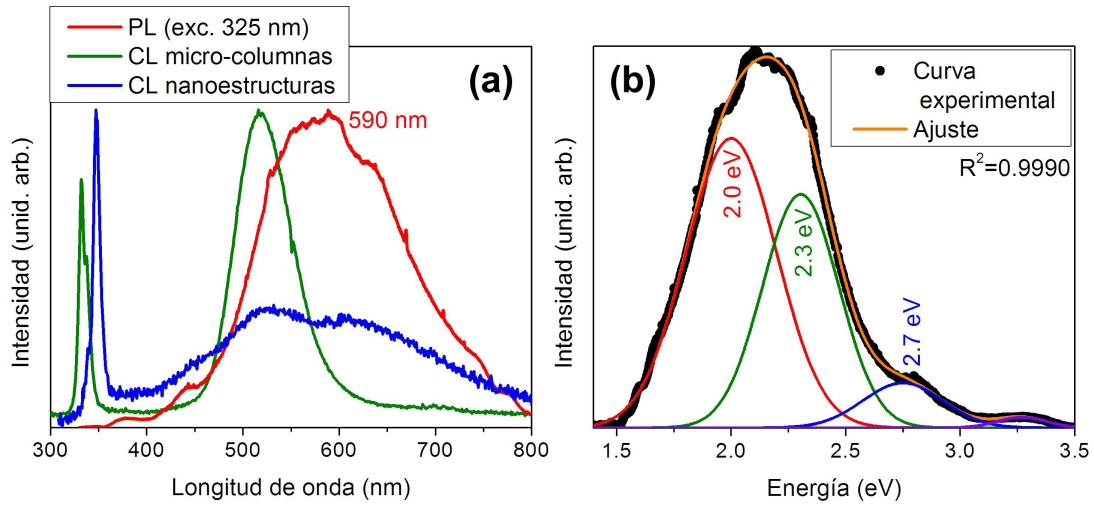 PL (exc. 325 nm)
CL micro-columnas
CL nanoestructuras
(a)
590 nm
Intensidad (unid. arb.)
300 400 500 600 700 800
Longitud de onda (nm)
(b)
Curva
experimental
Ajuste
R²=0.9990
2.0 eV
2.3 eV
2.7 eV
Intensidad (unid. arb.)
1.5 2.0 2.5 3.0 3.5
Energía (eV)